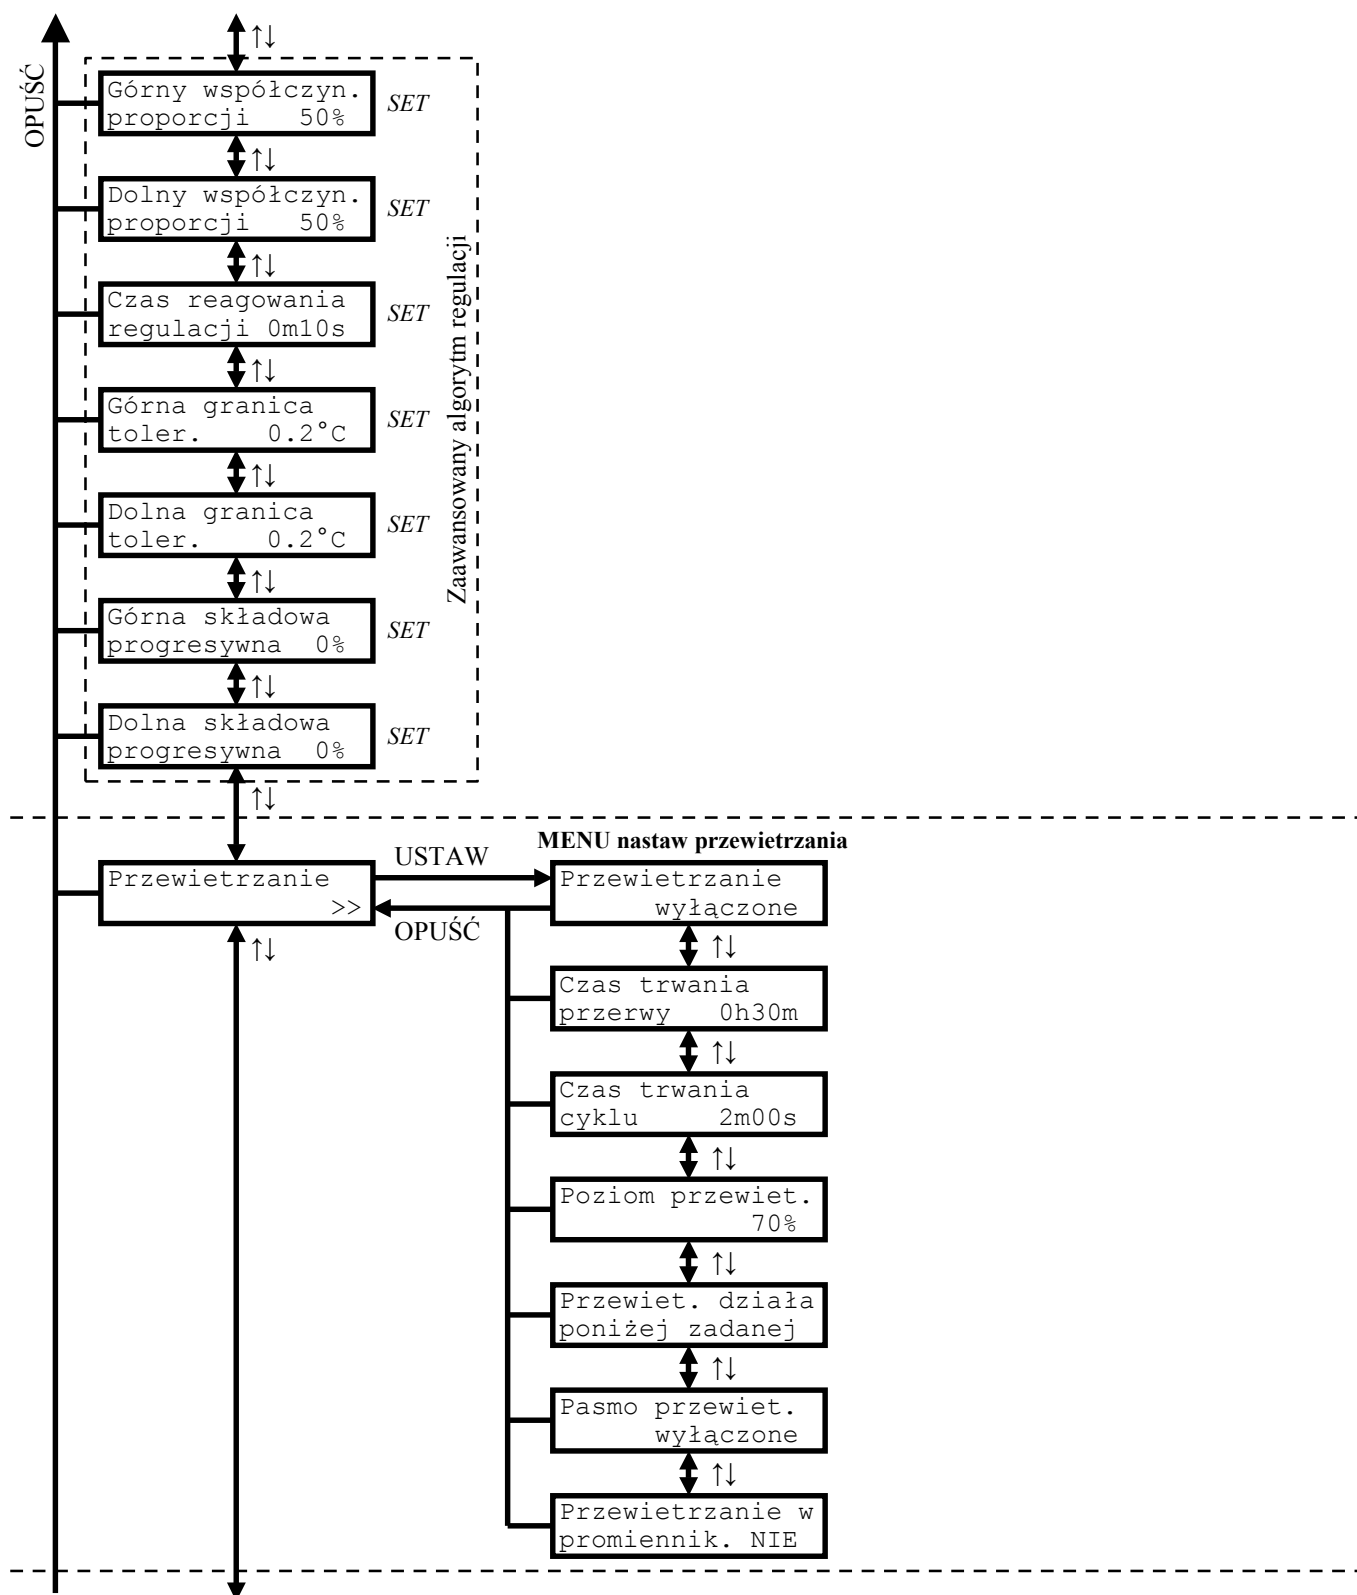 OPUŚĆ
↑↓
Górny współczyn.
proporcji 50%
SET
↑↓
Dolny współczyn.
proporcji 50%
SET
↑↓
Czas reagowania
regulacji 0m10s
SET
↑↓
Górna granica
toler. 0.2°C
SET
↑↓
Dolna granica
toler. 0.2°C
SET
↑↓
Górna składowa
progresywna 0%
SET
↑↓
Dolna składowa
progresywna 0%
SET
Zaawansowany algorytm regulacji
↑↓
Przewietrzanie
>>
USTAW
OPUŚĆ
↑↓
MENU nastaw przewietrzania
Przewietrzanie
wyłączone
↑↓
Czas trwania
przerwy 0h30m
↑↓
Czas trwania
cyklu 2m00s
↑↓
Poziom przewiet.
70%
↑↓
Przewiet. działa
poniżej zadanej
↑↓
Pasmo przewiet.
wyłączone
↑↓
Przewietrzanie w
promiennik. NIE